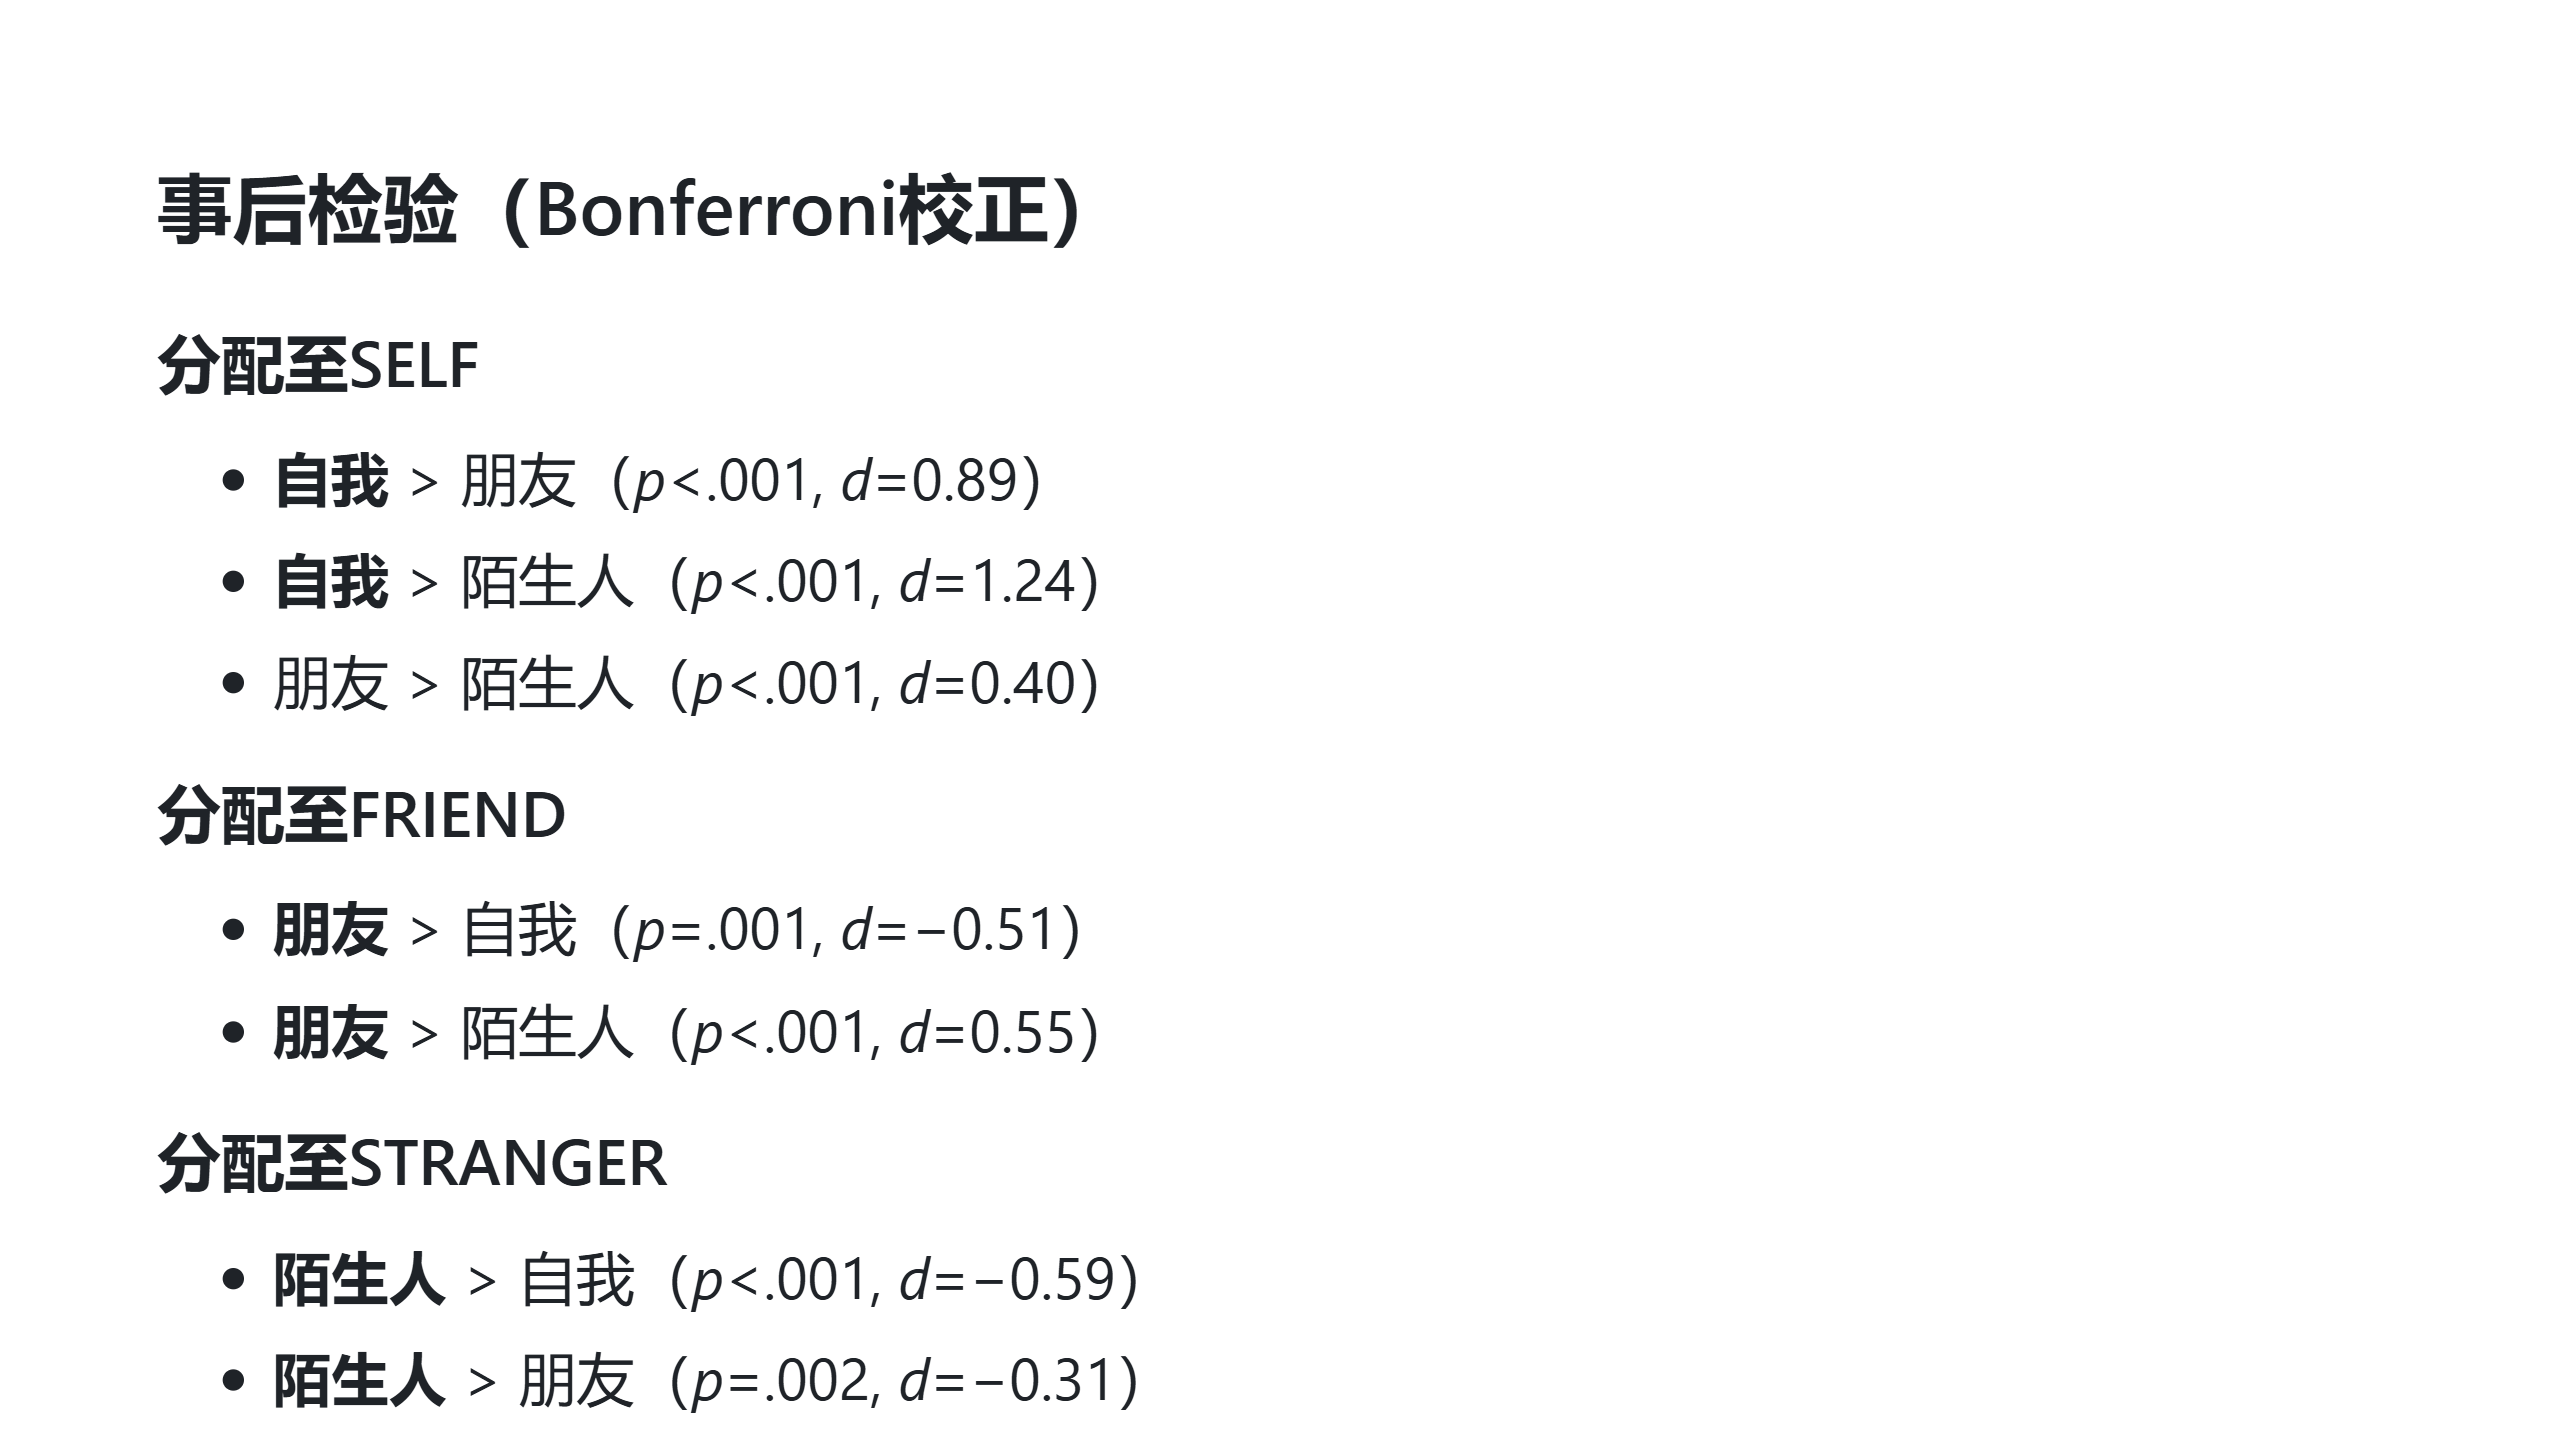 事后检验（Bonferroni校正）
分配至SELF
• 自我 > 朋友（p<.001, d=0.89）
• 自我 > 陌生人（p<.001, d=1.24）
• 朋友 > 陌生人（p<.001, d=0.40）
分配至FRIEND
• 朋友 > 自我（p=.001, d=−0.51）
• 朋友 > 陌生人（p<.001, d=0.55）
分配至STRANGER
• 陌生人 > 自我（p<.001, d=−0.59）
• 陌生人 > 朋友（p=.002, d=−0.31）